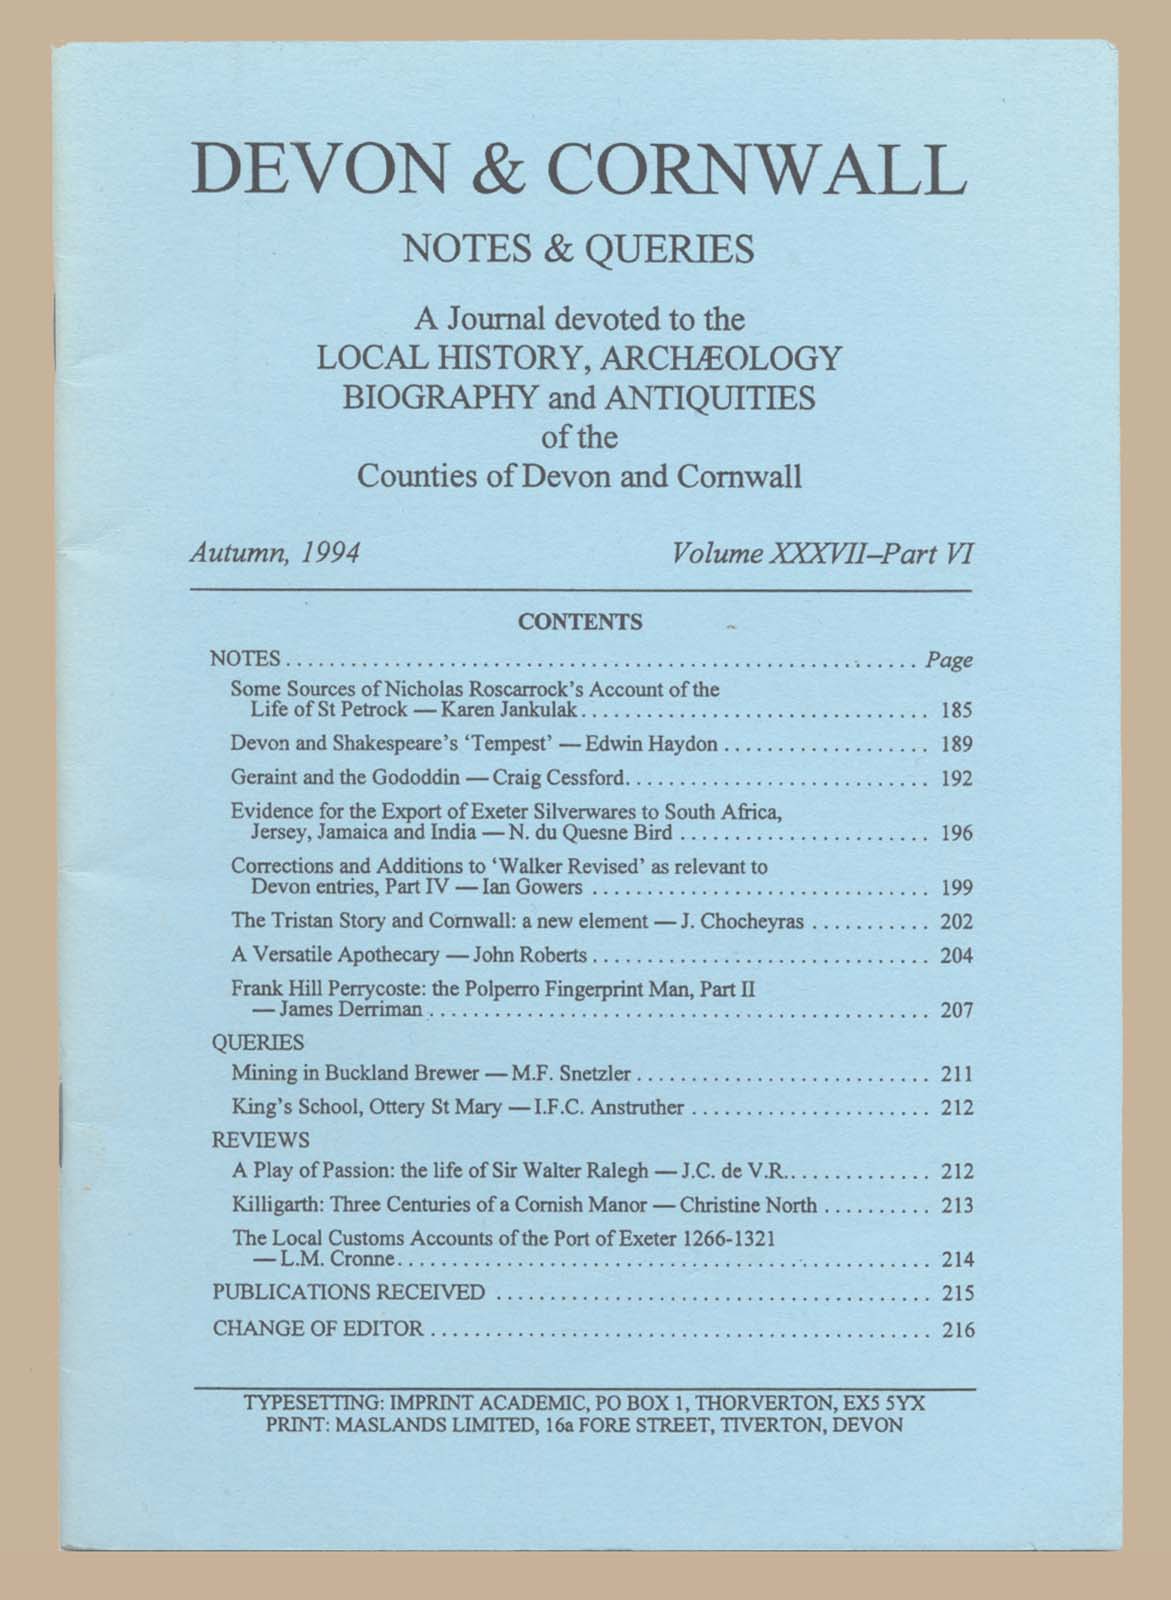 DEVON & CORNWALL
NOTES & QUERIES
A Journal devoted to the
LOCAL HISTORY, ARCHÆOLOGY
BIOGRAPHY and ANTIQUITIES
of the
Counties of Devon and Cornwall
Autumn, 1994 Volume XXXVII–Part VI
CONTENTS
NOTES . . . . . . . . . . . . . . . . . . . . Page
Some Sources of Nicholas Roscarrock's Account of the
Life of St Petrock — Karen Jankulak . . . . . . . . . . 185
Devon and Shakespeare's ‘Tempest’ — Edwin Haydon . . . . . . . . . . 189
Geraint and the Gododdin — Craig Cessford . . . . . . . . . . 192
Evidence for the Export of Exeter Silverwares to South Africa,
Jersey, Jamaica and India — N. du Quesne Bird . . . . . . . . . . 196
Corrections and Additions to ‘Walker Revised’ as relevant to
Devon entries, Part IV — Ian Gowers . . . . . . . . . . 199
The Tristan Story and Cornwall: a new element — J. Chocheyras . . . . . . . . . . 202
A Versatile Apothecary — John Roberts . . . . . . . . . . 204
Frank Hill Perrycoste: the Polperro Fingerprint Man, Part II
— James Derriman . . . . . . . . . . 207
QUERIES
Mining in Buckland Brewer — M.F. Snetzler . . . . . . . . . . 211
King's School, Ottery St Mary — I.F.C. Anstruther . . . . . . . . . . 212
REVIEWS
A Play of Passion: the life of Sir Walter Ralegh — J.C. de V.R. . . . . . . . . . . 212
Killigarth: Three Centuries of a Cornish Manor — Christine North . . . . . . . . . . 213
The Local Customs Accounts of the Port of Exeter 1266-1321
— L.M. Cronne . . . . . . . . . . 214
PUBLICATIONS RECEIVED . . . . . . . . . . 215
CHANGE OF EDITOR . . . . . . . . . . 216
TYPESETTING: IMPRINT ACADEMIC, PO BOX 1, THORVERTON, EX5 5YX
PRINT: MASLANDS LIMITED, 16a FORE STREET, TIVERTON, DEVON